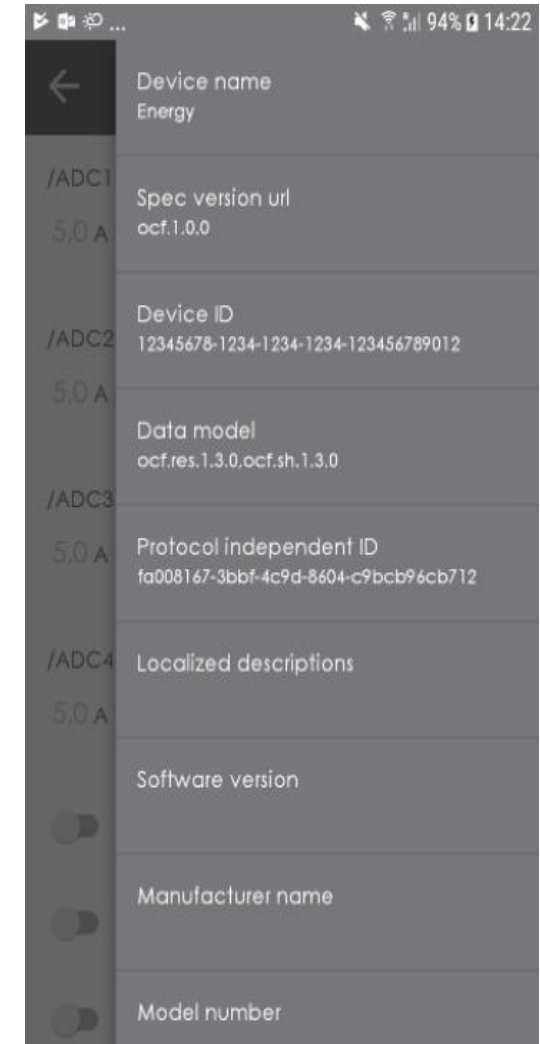 ... 94% 14:22
Device name
Energy
/ADC1
Spec version url
5,0 A
ocf.1.0.0
Device ID
/ADC2
12345678-1234-1234-1234-123456789012
5,0 A
Data model
ocf.res.1.3.0,ocf.sh.1.3.0
/ADC3
Protocol independent ID
5,0 A
fa008167-3bbf-4c9d-8604-c9bcb96cb712
/ADC4
Localized descriptions
5,0 A
Software version
Manufacturer name
Model number